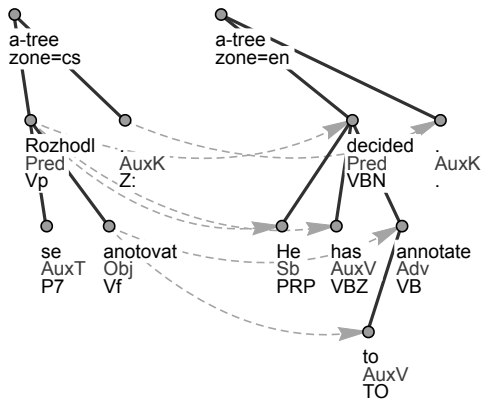 a-tree
zone=cs
a-tree
zone=en
Rozhodl
Pred
Vp
.
AuxK
Z:
decided
Pred
VBN
.
AuxK
.
se
AuxT
P7
anotovat
Obj
Vf
He
Sb
PRP
has
AuxV
VBZ
annotate
Adv
VB
to
AuxV
TO